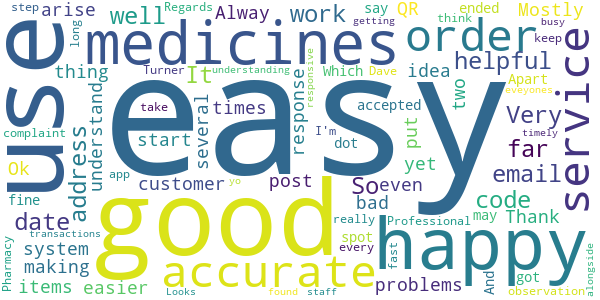 step arise Regards say QR ended Mostly
long well Alway work think busy
medicines order getting keep
thing It Turner understanding responsive Dave helpful
use easy Which idea Apart eveyones
understand several times response accepted two Very service
complaint address start take I'm put timely
app dot yet far
Ok customer post So even email
fine good bad code
date yo really Professional may Thank
system every spot And got
Pharmacy making happy
transactions accurate fast observation alongside
items easier Looks found staff problems